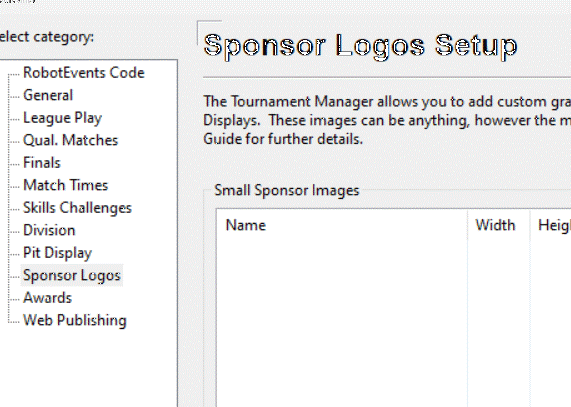 elect category:
RobotEvents Code
General
League Play
Qual. Matches
Finals
Match Times
Skills Challenges
Division
Pit Display
Sponsor Logos
Awards
Web Publishing
Sponsor Logos Setup
The Tournament Manager allows you to add custom gra
Displays.  These images can be anything, however the m
Guide for further details.
Small Sponsor Images
Name Width Heigh